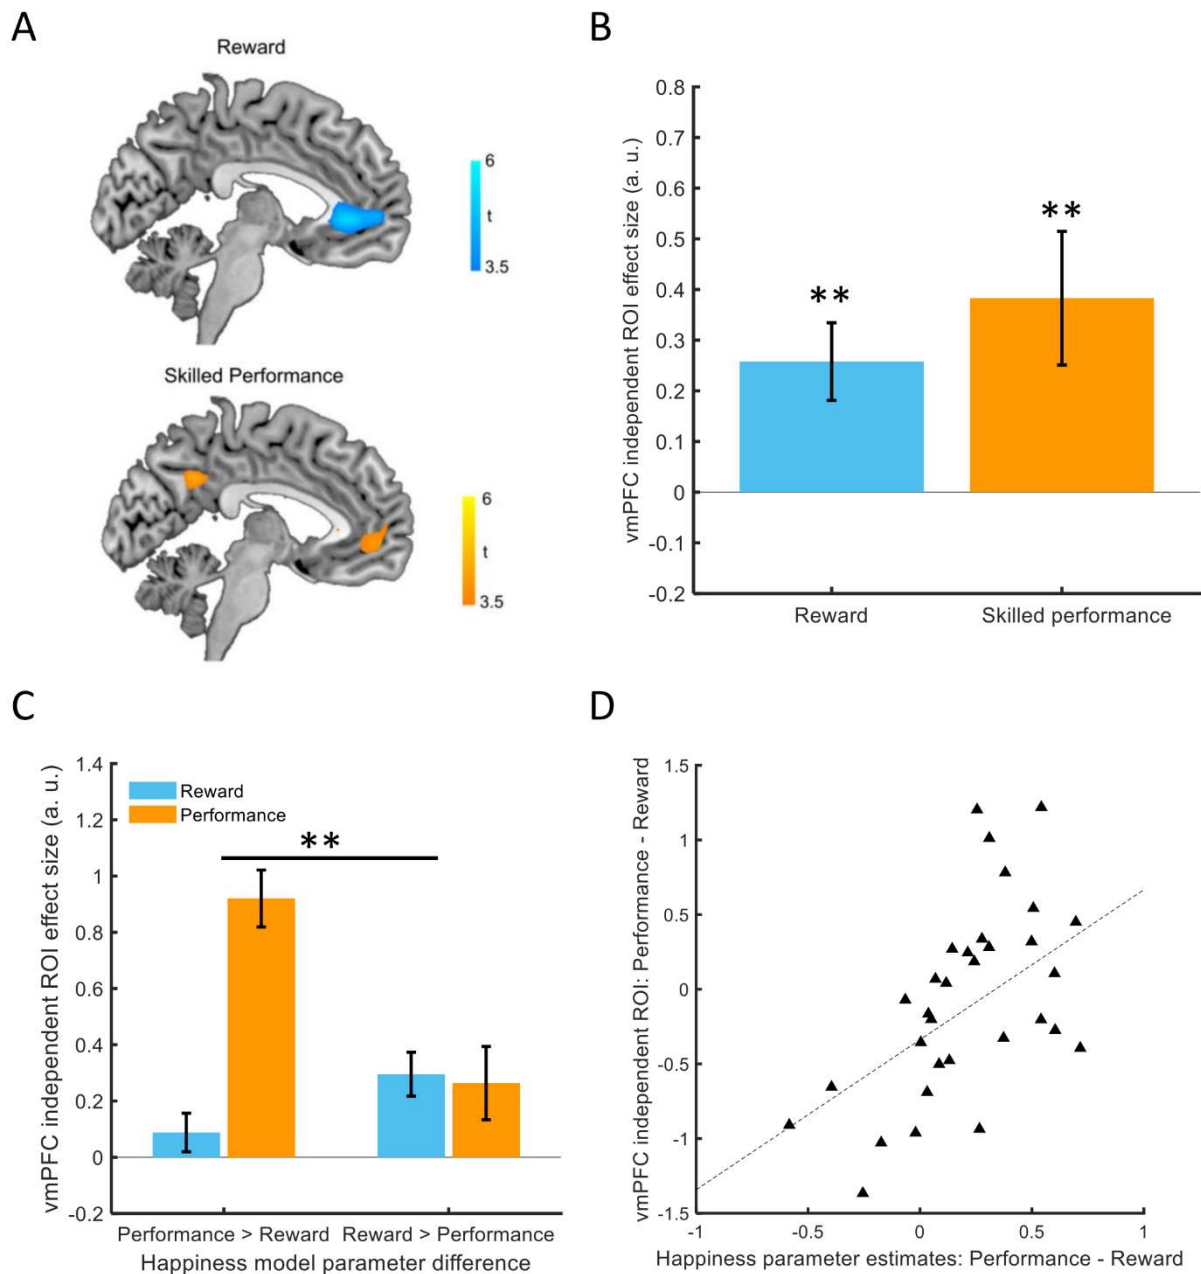 A
Reward
6
t
3.5
Skilled Performance
6
t
3.5
B
vmPFC independent ROI effect size (a. u.)
0.8
0.7
0.6
0.5
0.4
0.3
0.2
0.1
0
-0.1
-0.2
**
**
Reward
Skilled performance
C
vmPFC independent ROI effect size (a. u.)
1.4
1.2
1
0.8
0.6
0.4
0.2
0
-0.2
Reward
Performance
**
Performance > Reward
Reward > Performance
Happiness model parameter difference
D
vmPFC independent ROI: Performance - Reward
1.5
1
0.5
0
-0.5
-1
-1.5
-1
-0.5
0
0.5
1
Happiness parameter estimates: Performance - Reward